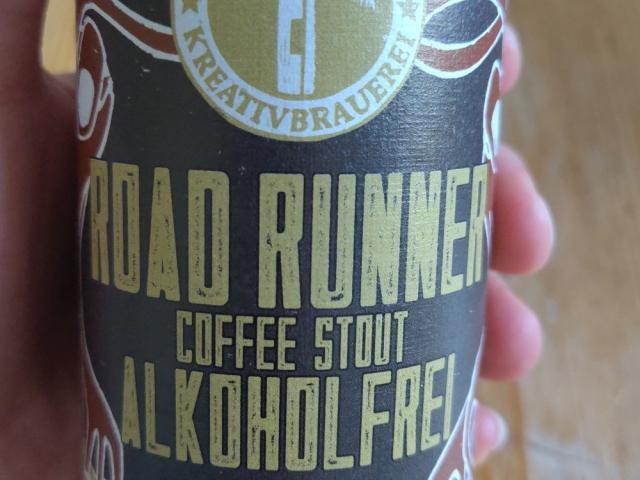 KREATIVBRAUEREI
ROAD RUNNER
COFFEE STOUT
ALKOHOLFREI